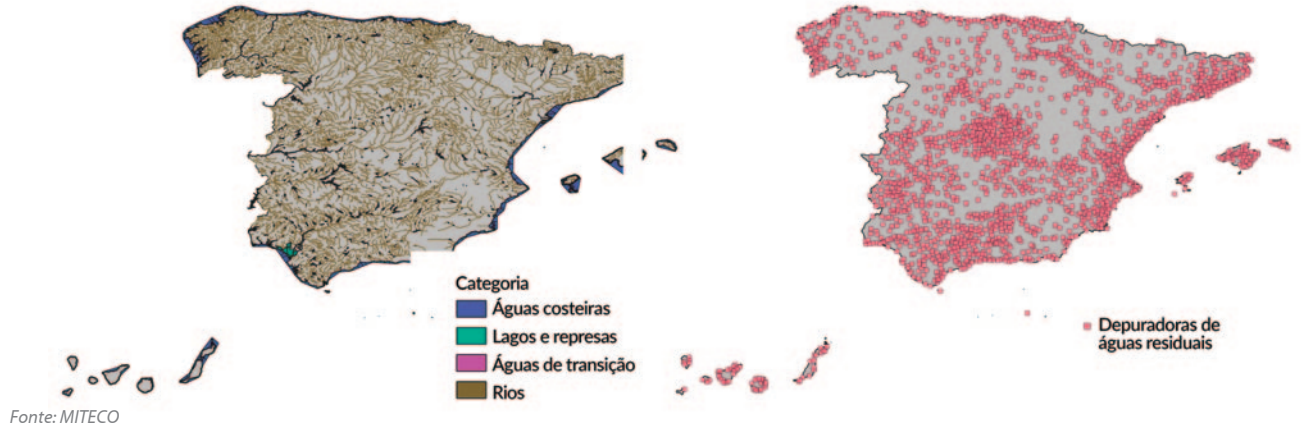 Categoria
Águas costeiras
Lagos e represas
Águas de transição
Rios
Depuradoras de
águas residuais
Fonte: MITECO